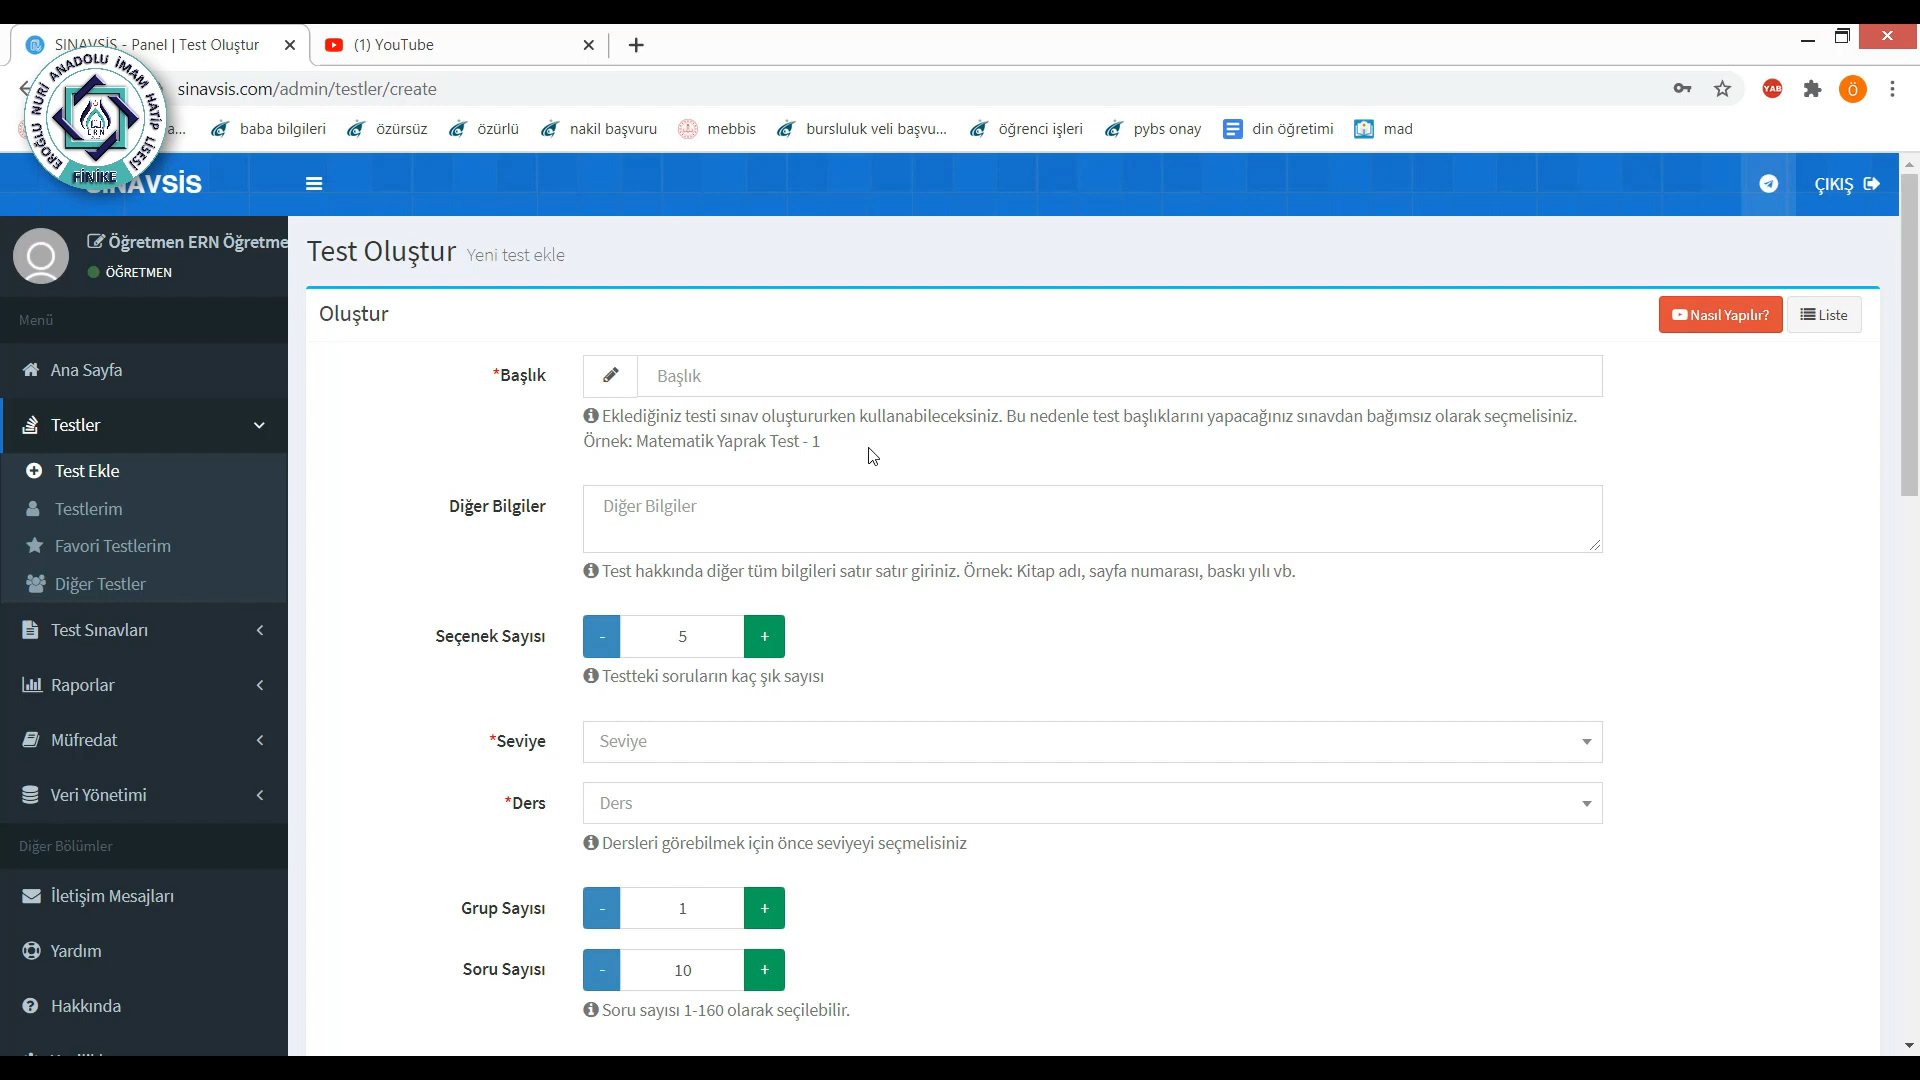 SINAVSİS - Panel | Test Oluştur
(1) YouTube
sinavsis.com/admin/testler/create
YAB
Ö
EROĞLU NURİ ANADOLU İMAM HATİP LİSESİ
ERN
FİNİKE
baba bilgileri
özürsüz
özürlü
nakil başvuru
mebbis
bursluluk veli başvu...
öğrenci işleri
pybs onay
din öğretimi
mad
ÇIKIŞ
Öğretmen ERN Öğretme
ÖĞRETMEN
Menü
Ana Sayfa
Testler
Test Ekle
Testlerim
Favori Testlerim
Diğer Testler
Test Sınavları
Raporlar
Müfredat
Veri Yönetimi
Diğer Bölümler
İletişim Mesajları
Yardım
Hakkında
Test Oluştur Yeni test ekle
Oluştur
Nasıl Yapılır?
Liste
*Başlık
Başlık
Eklediğiniz testi sınav oluştururken kullanabileceksiniz. Bu nedenle test başlıklarını yapacağınız sınavdan bağımsız olarak seçmelisiniz.
Örnek: Matematik Yaprak Test - 1
Diğer Bilgiler
Diğer Bilgiler
Test hakkında diğer tüm bilgileri satır satır giriniz. Örnek: Kitap adı, sayfa numarası, baskı yılı vb.
Seçenek Sayısı
- 5 +
Testteki soruların kaç şık sayısı
*Seviye
Seviye
*Ders
Ders
Dersleri görebilmek için önce seviyeyi seçmelisiniz
Grup Sayısı
- 1 +
Soru Sayısı
- 10 +
Soru sayısı 1-160 olarak seçilebilir.